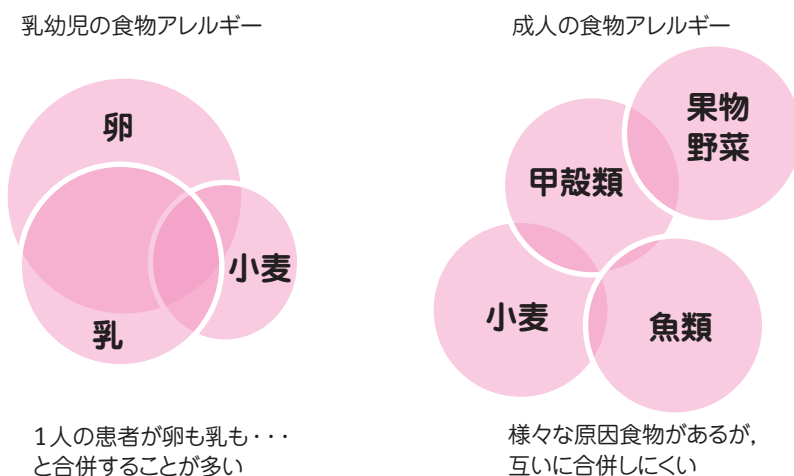 乳幼児の食物アレルギー
卵
小麦
乳
1人の患者が卵も乳も・・・
と合併することが多い
成人の食物アレルギー
果物
野菜
甲殻類
小麦
魚類
様々な原因食物があるが,
互いに合併しにくい